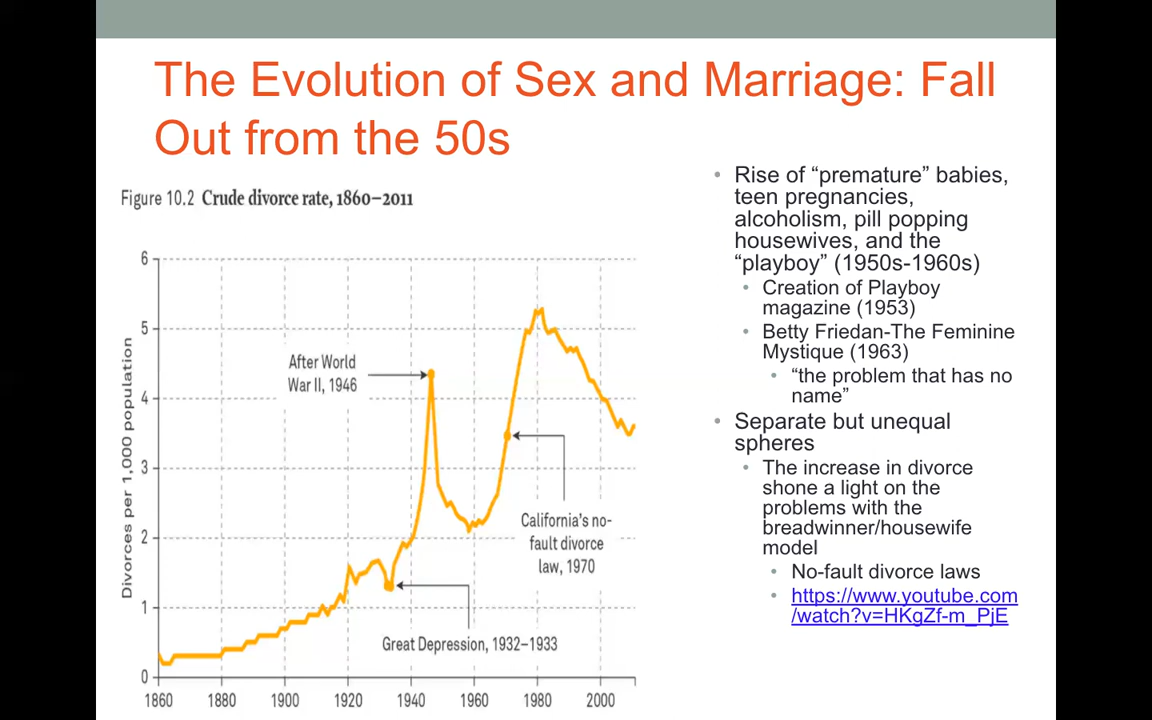 The Evolution of Sex and Marriage: Fall
Out from the 50s
Figure 10.2 Crude divorce rate, 1860–2011
Divorces per 1,000 population
6
5
4
3
2
1
0
1860 1880 1900 1920 1940 1960 1980 2000
After World
War II, 1946
California's no-
fault divorce
law, 1970
Great Depression, 1932–1933
• Rise of “premature” babies,
teen pregnancies,
alcoholism, pill popping
housewives, and the
“playboy” (1950s-1960s)
• Creation of Playboy
magazine (1953)
• Betty Friedan-The Feminine
Mystique (1963)
• “the problem that has no
name”
• Separate but unequal
spheres
• The increase in divorce
shone a light on the
problems with the
breadwinner/housewife
model
• No-fault divorce laws
• https://www.youtube.com
/watch?v=HKgZf-m_PjE